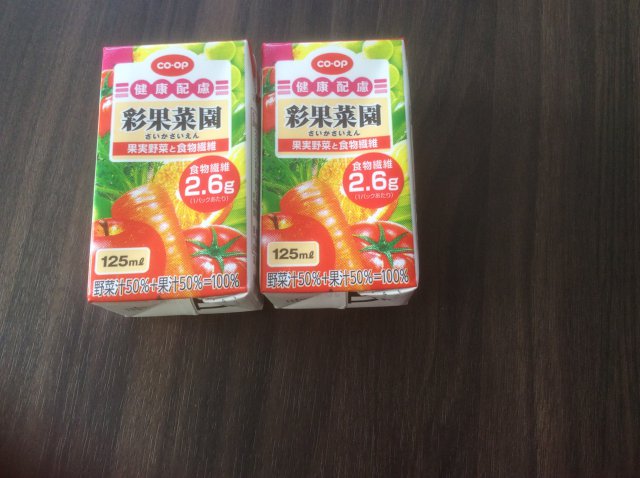 co·op
健康配慮
彩果菜園
さいかさいえん
果実野菜と食物繊維
食物繊維
2.6g
(1パックあたり)
125mℓ
野菜汁50%+果汁50%=100%
co·op
健康配慮
彩果菜園
さいかさいえん
果実野菜と食物繊維
食物繊維
2.6g
(1パックあたり)
125mℓ
野菜汁50%+果汁50%=100%